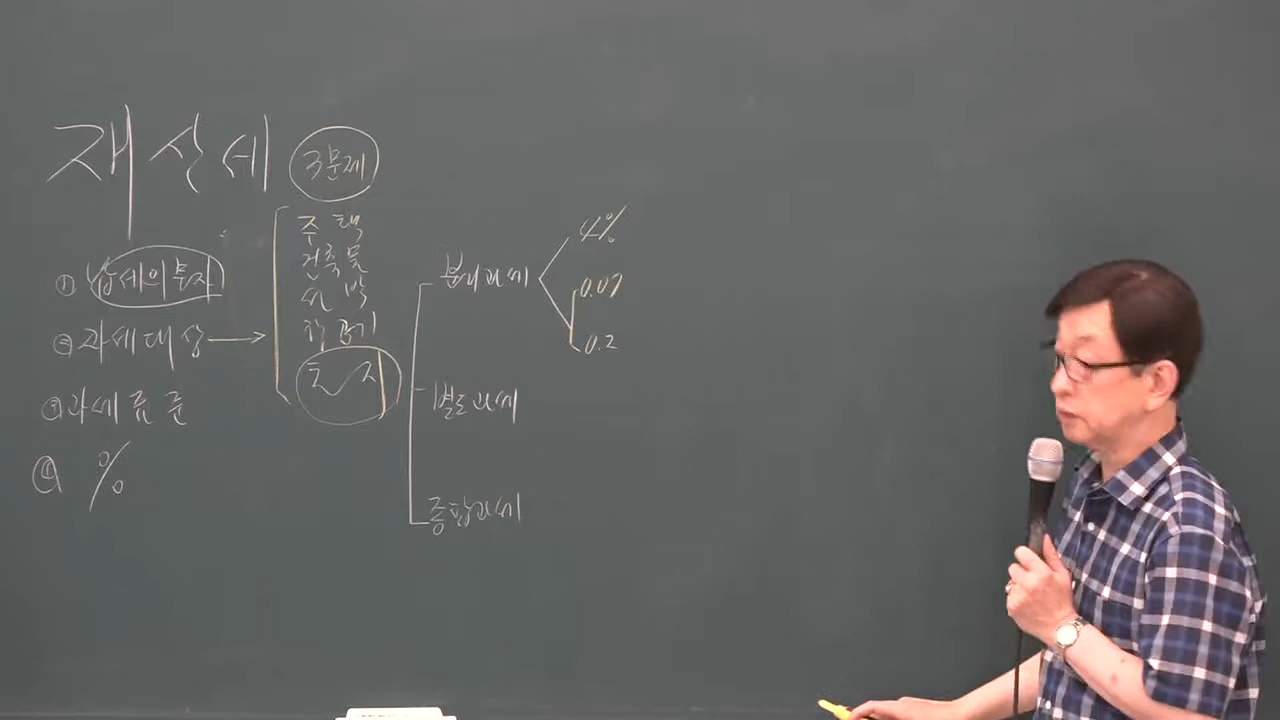 재산세 3문제
① 납세의무자
② 과세대상 →
③ 과세표준
④ %
주택
건축물
선박
항공기
토지
분리과세
4%
0.07
0.2
별도과세
종합과세